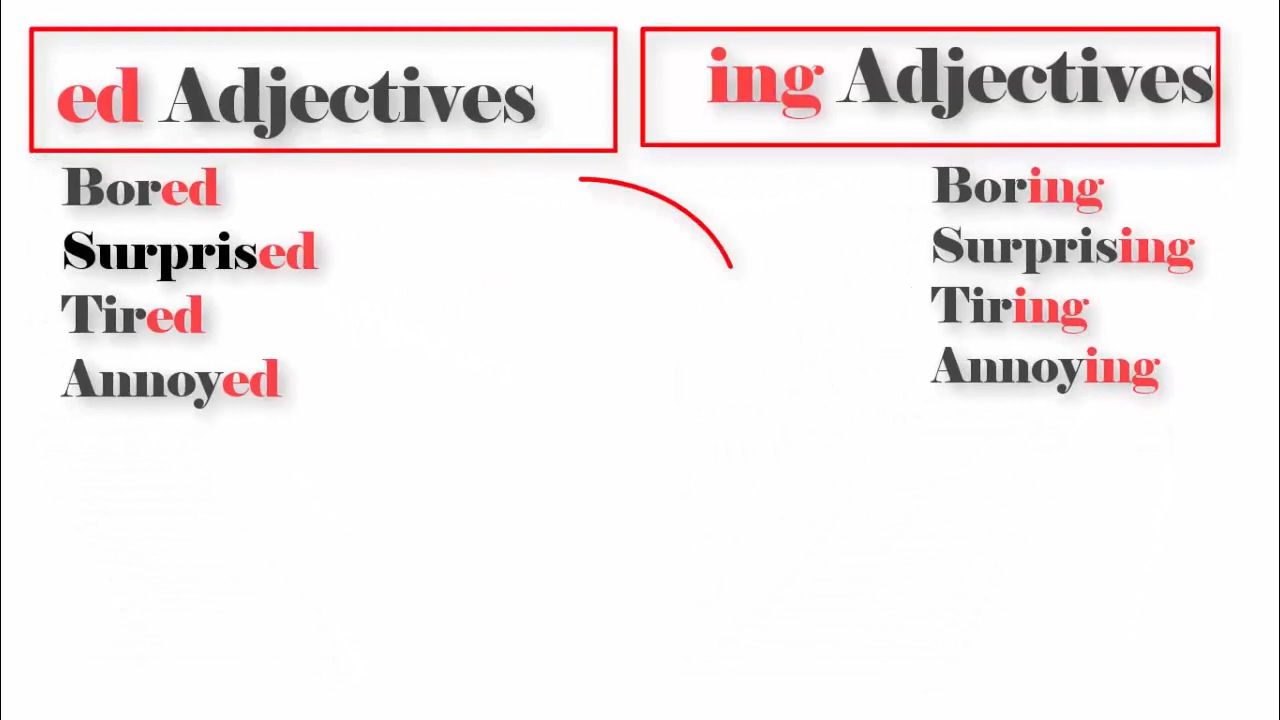 ed Adjectives
Bored
Surprised
Tired
Annoyed
ing Adjectives
Boring
Surprising
Tiring
Annoying